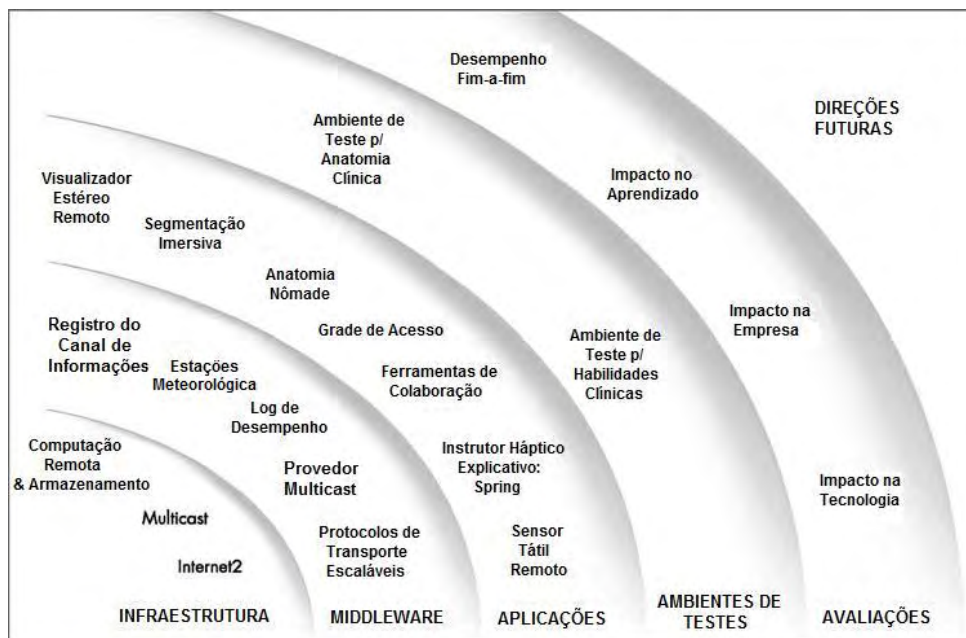 Desempenho
Fim-a-fim
DIREÇÕES
FUTURAS
Ambiente de
Teste p/
Anatomia
Clínica
Impacto no
Aprendizado
Visualizador
Estéreo
Remoto
Segmentação
Imersiva
Anatomia
Nômade
Impacto na
Empresa
Grade de Acesso
Registro do
Canal de
Informações
Ambiente de
Teste p/
Habilidades
Clínicas
Estações
Meteorológica
Ferramentas de
Colaboração
Log de
Desempenho
Computação
Remota
& Armazenamento
Instrutor Háptico
Explicativo:
Spring
Provedor
Multicast
Impacto na
Tecnologia
Multicast
Protocolos de
Transporte
Escaláveis
Sensor
Tátil
Remoto
Internet2
INFRAESTRUTURA
MIDDLEWARE
APLICAÇÕES
AMBIENTES DE
TESTES
AVALIAÇÕES